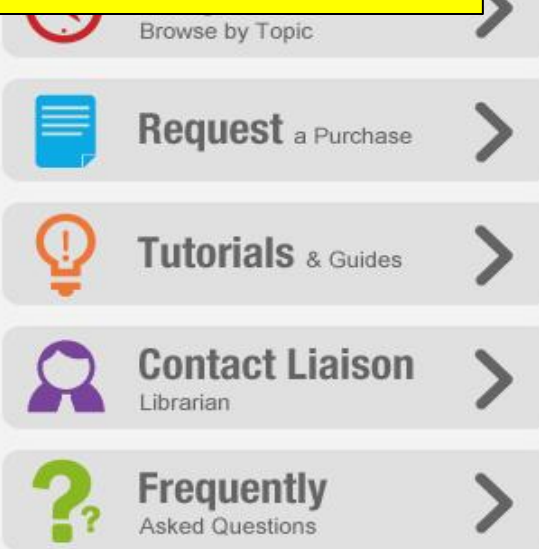 Browse by Topic
Request a Purchase
Tutorials & Guides
Contact Liaison
Librarian
Frequently
Asked Questions